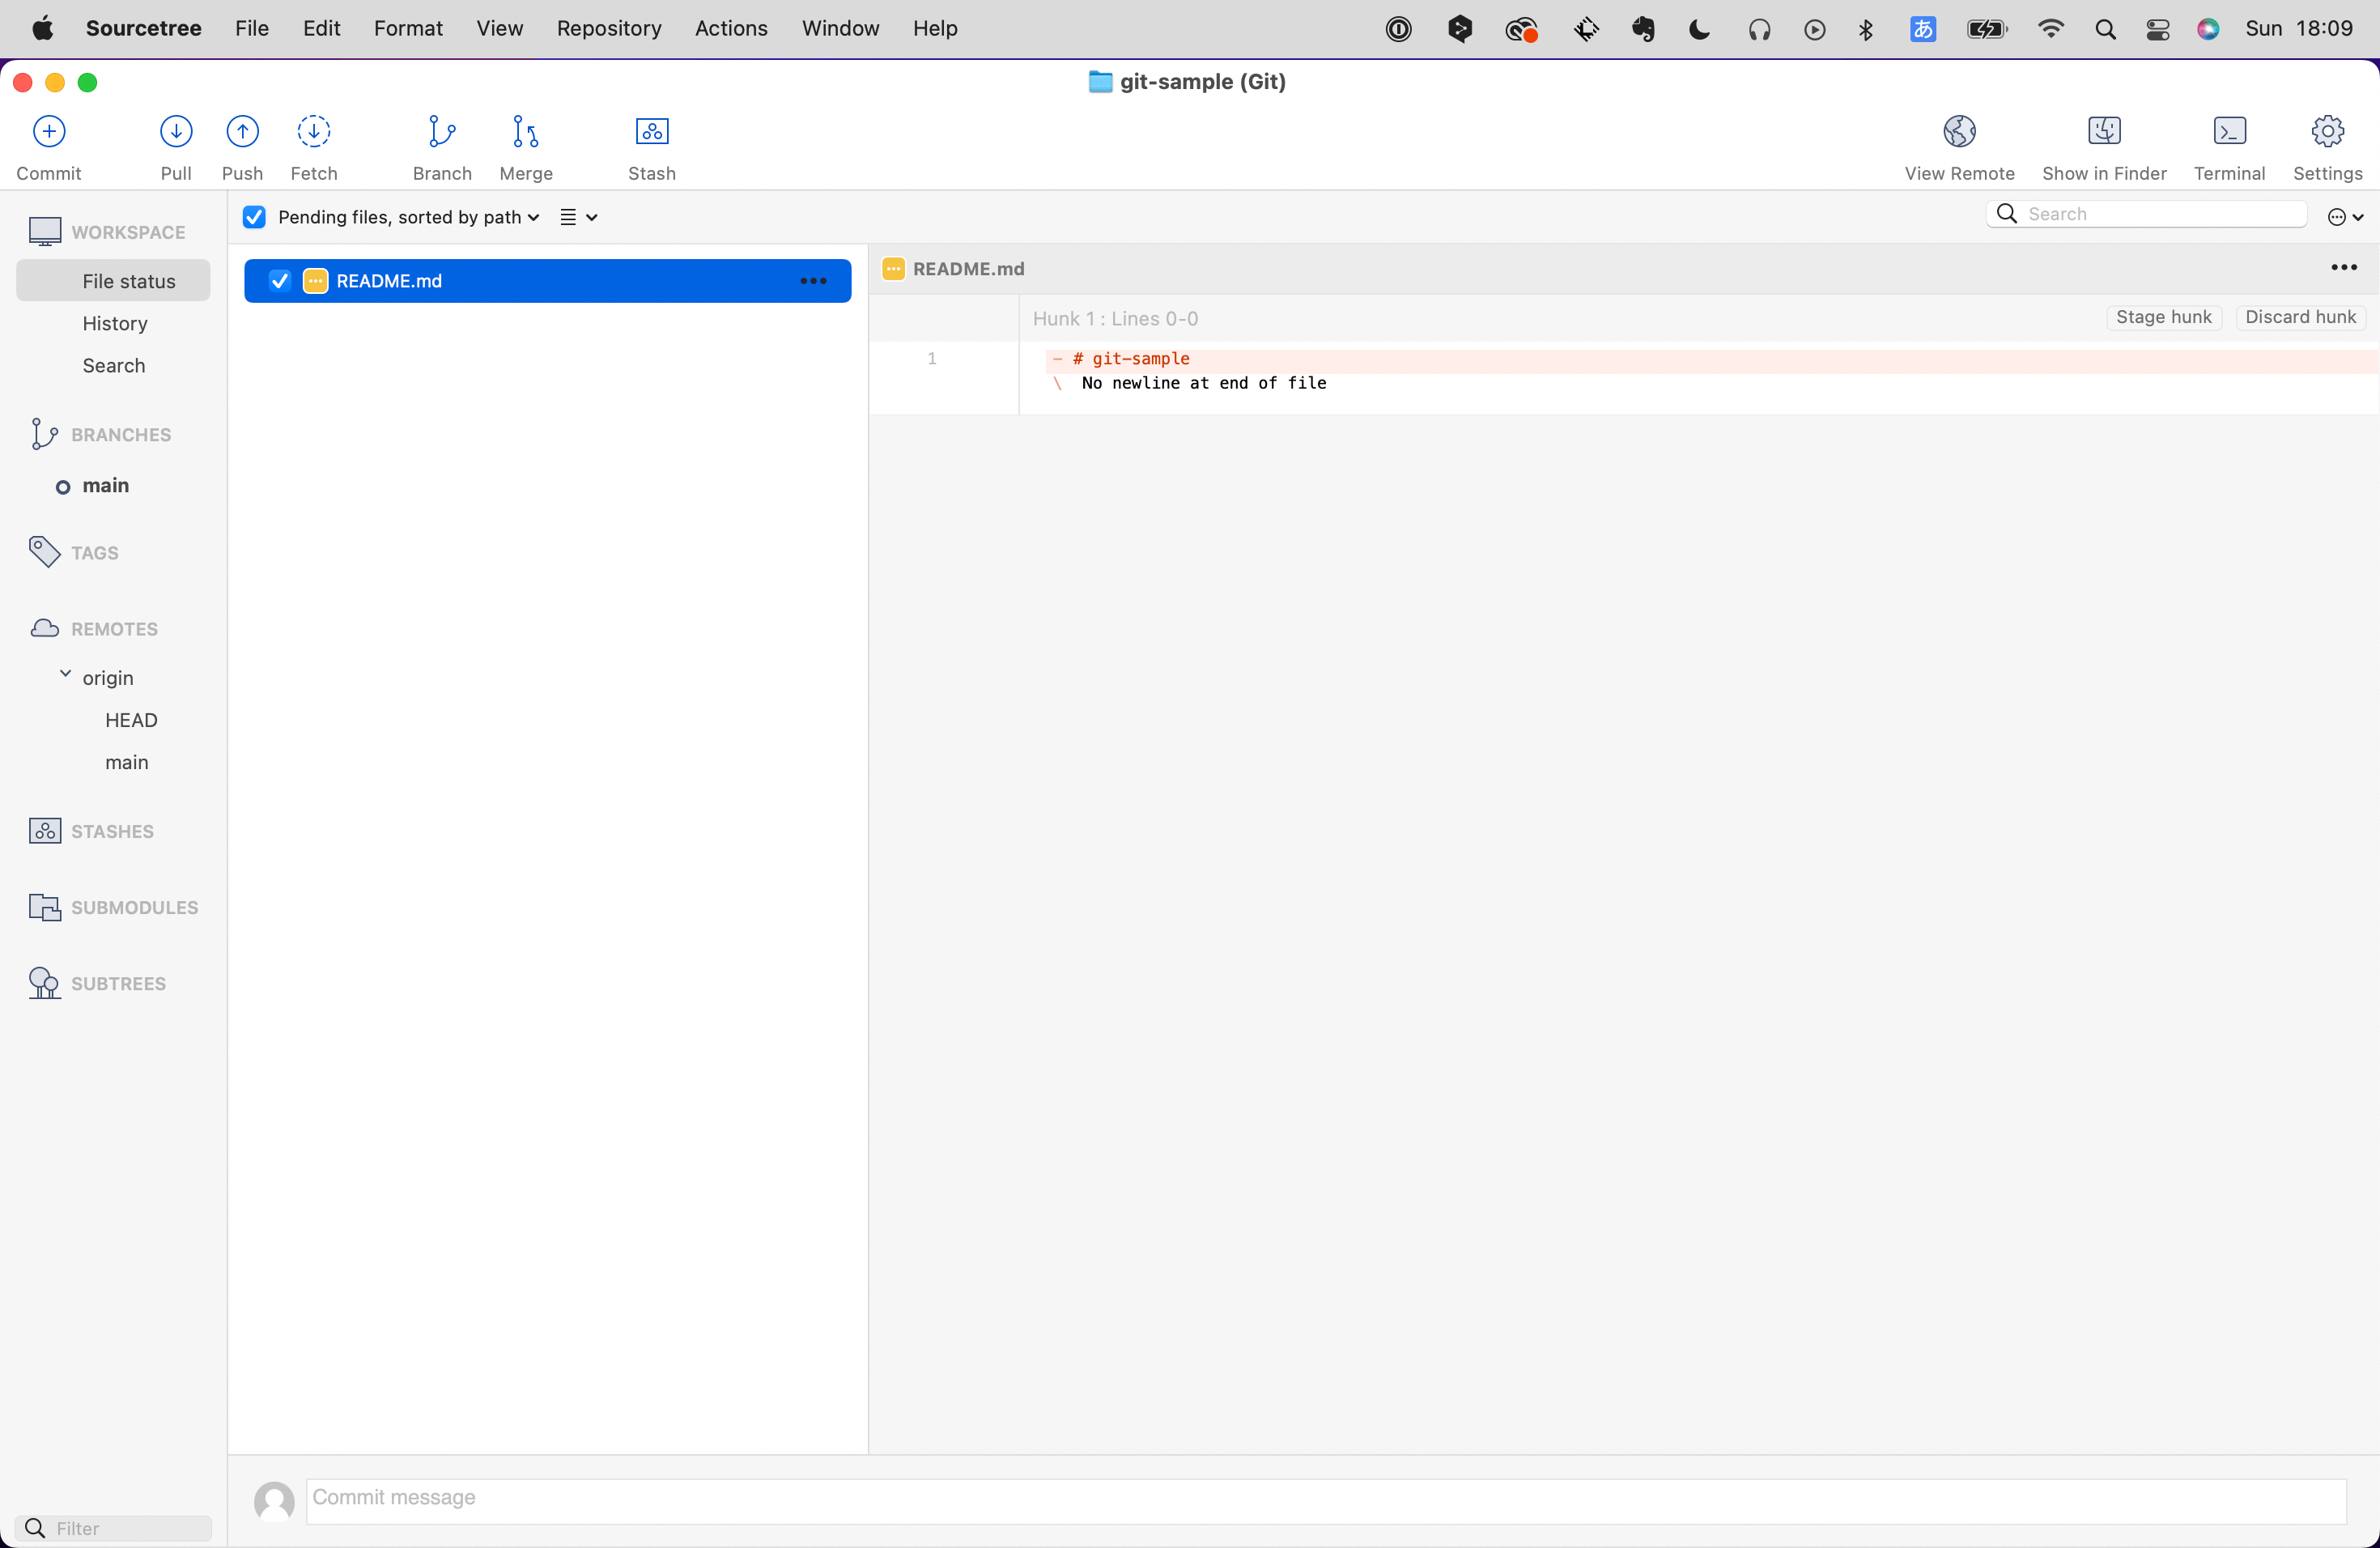 Sourcetree File Edit Format View Repository Actions Window Help あ Sun 18:09
git-sample (Git)
Commit Pull Push Fetch Branch Merge Stash View Remote Show in Finder Terminal Settings
WORKSPACE
File status
History
Search
BRANCHES
main
TAGS
REMOTES
origin
HEAD
main
STASHES
SUBMODULES
SUBTREES
Filter
Pending files, sorted by path
Search
README.md
README.md
Hunk 1 : Lines 0-0 Stage hunk Discard hunk
1 - # git-sample
\ No newline at end of file
Commit message